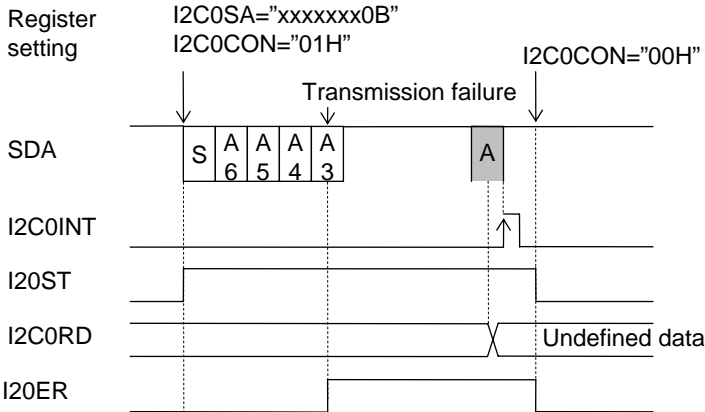 Register
setting
I2C0SA=”xxxxxxx0B”
I2C0CON=”01H”
I2C0CON=”00H”
Transmission failure
SDA
S
A
6
A
5
A
4
A
3
A
I2C0INT
I20ST
I2C0RD
Undefined data
I20ER